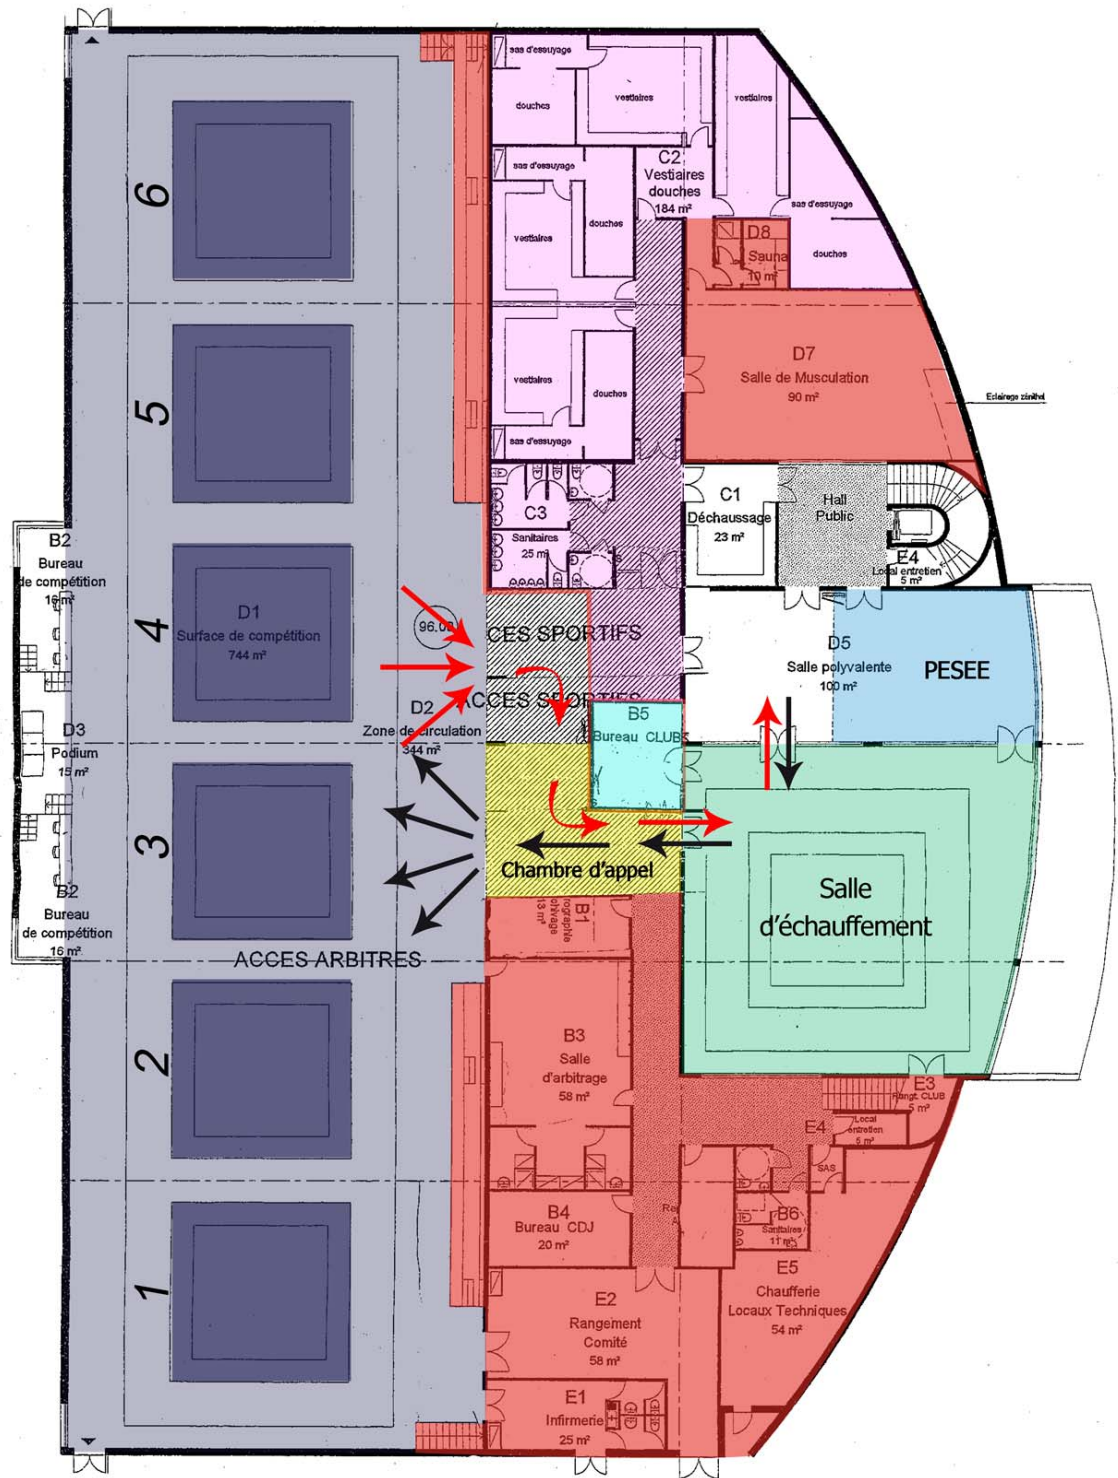 sas d'essuyage
vestiaires
vestiaires
douches
C2
Vestiaires
douches
184 m²
sas d'essuyage
sas d'essuyage
6
D8
Sauna
10 m²
douches
vestiaires
douches
D7
Salle de Musculation
90 m²
vestiaires
douches
Eclairage zénithal
5
sas d'essuyage
C1
Déchaussage
23 m²
Hall
Public
C3
Sanitaires
25 m²
E4
Local entretien
5 m²
B2
Bureau
de compétition
16 m²
D1
Surface de compétition
744 m²
4
CES SPORTIFS
ACCES SPORTIFS
D5
Salle polyvalente
100 m²
PESEE
D2
Zone de circulation
344 m²
B5
Bureau CLUB
D3
Podium
15 m²
3
Chambre d'appel
Salle
d'échauffement
B2
Bureau
de compétition
16 m²
B1
13 m²
ACCES ARBITRES
2
B3
Salle
d'arbitrage
58 m²
E3
Rangt. CLUB
5 m²
E4
Local
entretien
5 m²
SAS
B4
Bureau CDJ
20 m²
B6
Sanitaires
11 m²
1
E5
Chaufferie
Locaux Techniques
54 m²
E2
Rangement
Comité
58 m²
E1
Infirmerie
25 m²